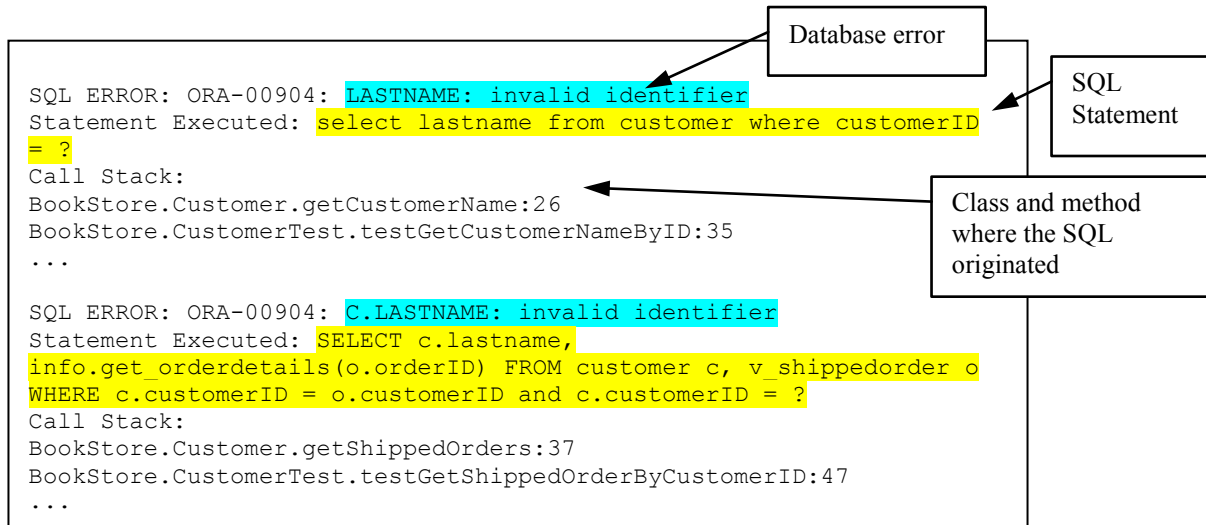 Database error
SQL ERROR: ORA-00904: LASTNAME: invalid identifier
Statement Executed: select lastname from customer where customerID
= ?
SQL
Statement
Call Stack:
BookStore.Customer.getCustomerName:26
BookStore.CustomerTest.testGetCustomerNameByID:35
...
Class and method
where the SQL
originated
SQL ERROR: ORA-00904: C.LASTNAME: invalid identifier
Statement Executed: SELECT c.lastname,
info.get_orderdetails(o.orderID) FROM customer c, v_shippedorder o
WHERE c.customerID = o.customerID and c.customerID = ?
Call Stack:
BookStore.Customer.getShippedOrders:37
BookStore.CustomerTest.testGetShippedOrderByCustomerID:47
...